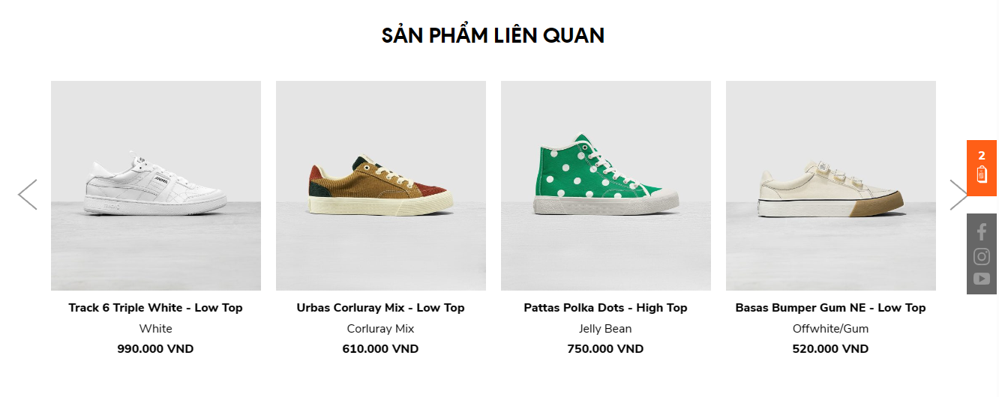 SẢN PHẨM LIÊN QUAN
2
Track 6 Triple White - Low Top
White
990.000 VND
Urbas Corluray Mix - Low Top
Corluray Mix
610.000 VND
Pattas Polka Dots - High Top
Jelly Bean
750.000 VND
Basas Bumper Gum NE - Low Top
Offwhite/Gum
520.000 VND